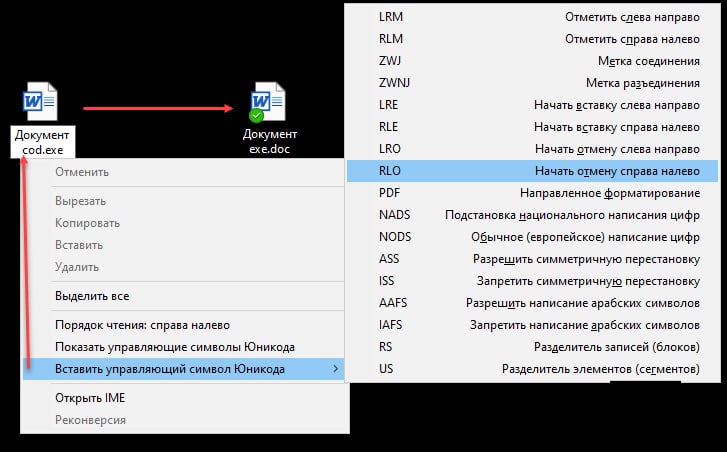 Документ
cod.exe
Документ
exe.doc
Отменить
Вырезать
Копировать
Вставить
Удалить
Выделить все
Порядок чтения: справа налево
Показать управляющие символы Юникода
Вставить управляющий символ Юникода
Открыть IME
Реконверсия
LRM Отметить слева направо
RLM Отметить справа налево
ZWJ Метка соединения
ZWNJ Метка разъединения
LRE Начать вставку слева направо
RLE Начать вставку справа налево
LRO Начать отмену слева направо
RLO Начать отмену справа налево
PDF Направленное форматирование
NADS Подстановка национального написания цифр
NODS Обычное (европейское) написание цифр
ASS Разрешить симметричную перестановку
ISS Запретить симметричную перестановку
AAFS Разрешить написание арабских символов
IAFS Запретить написание арабских символов
RS Разделитель записей (блоков)
US Разделитель элементов (сегментов)